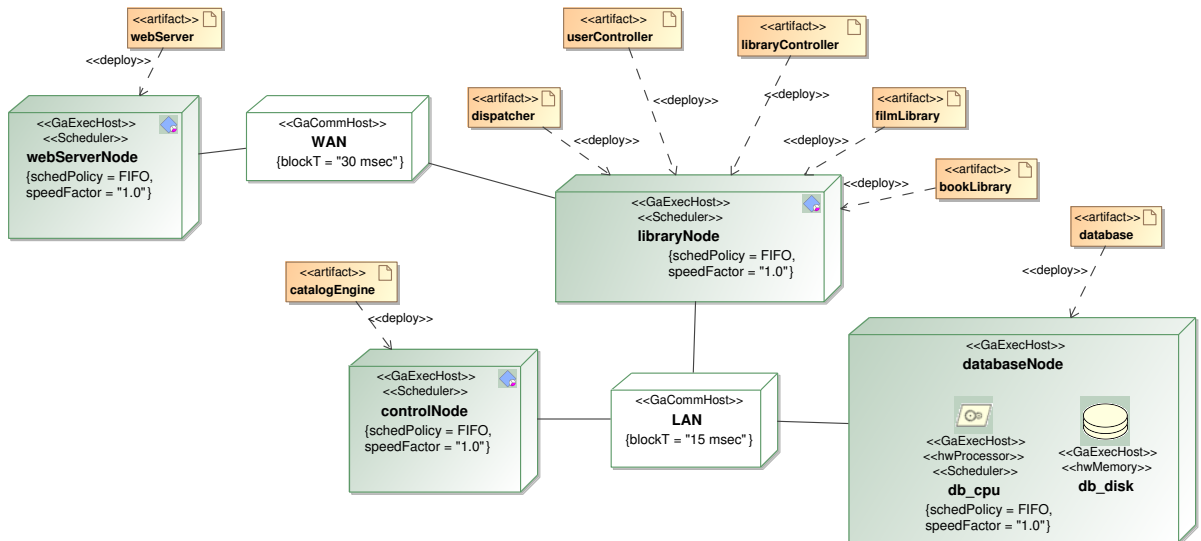 <<artifact>>
webServer
<<deploy>>
<<artifact>>
userController
<<deploy>>
<<artifact>>
libraryController
<<deploy>>
<<artifact>>
dispatcher
<<deploy>>
<<artifact>>
filmLibrary
<<deploy>>
<<artifact>>
bookLibrary
<<deploy>>
<<GaExecHost>>
<<Scheduler>>
webServerNode
{schedPolicy = FIFO,
speedFactor = "1.0"}
<<GaCommHost>>
WAN
{blockT = "30 msec"}
<<GaExecHost>>
<<Scheduler>>
libraryNode
{schedPolicy = FIFO,
speedFactor = "1.0"}
<<artifact>>
database
<<deploy>>
<<artifact>>
catalogEngine
<<deploy>>
<<GaExecHost>>
<<Scheduler>>
controlNode
{schedPolicy = FIFO,
speedFactor = "1.0"}
<<GaCommHost>>
LAN
{blockT = "15 msec"}
<<GaExecHost>>
databaseNode
<<GaExecHost>>
<<hwProcessor>>
<<Scheduler>>
db_cpu
{schedPolicy = FIFO,
speedFactor = "1.0"}
<<GaExecHost>>
<<hwMemory>>
db_disk